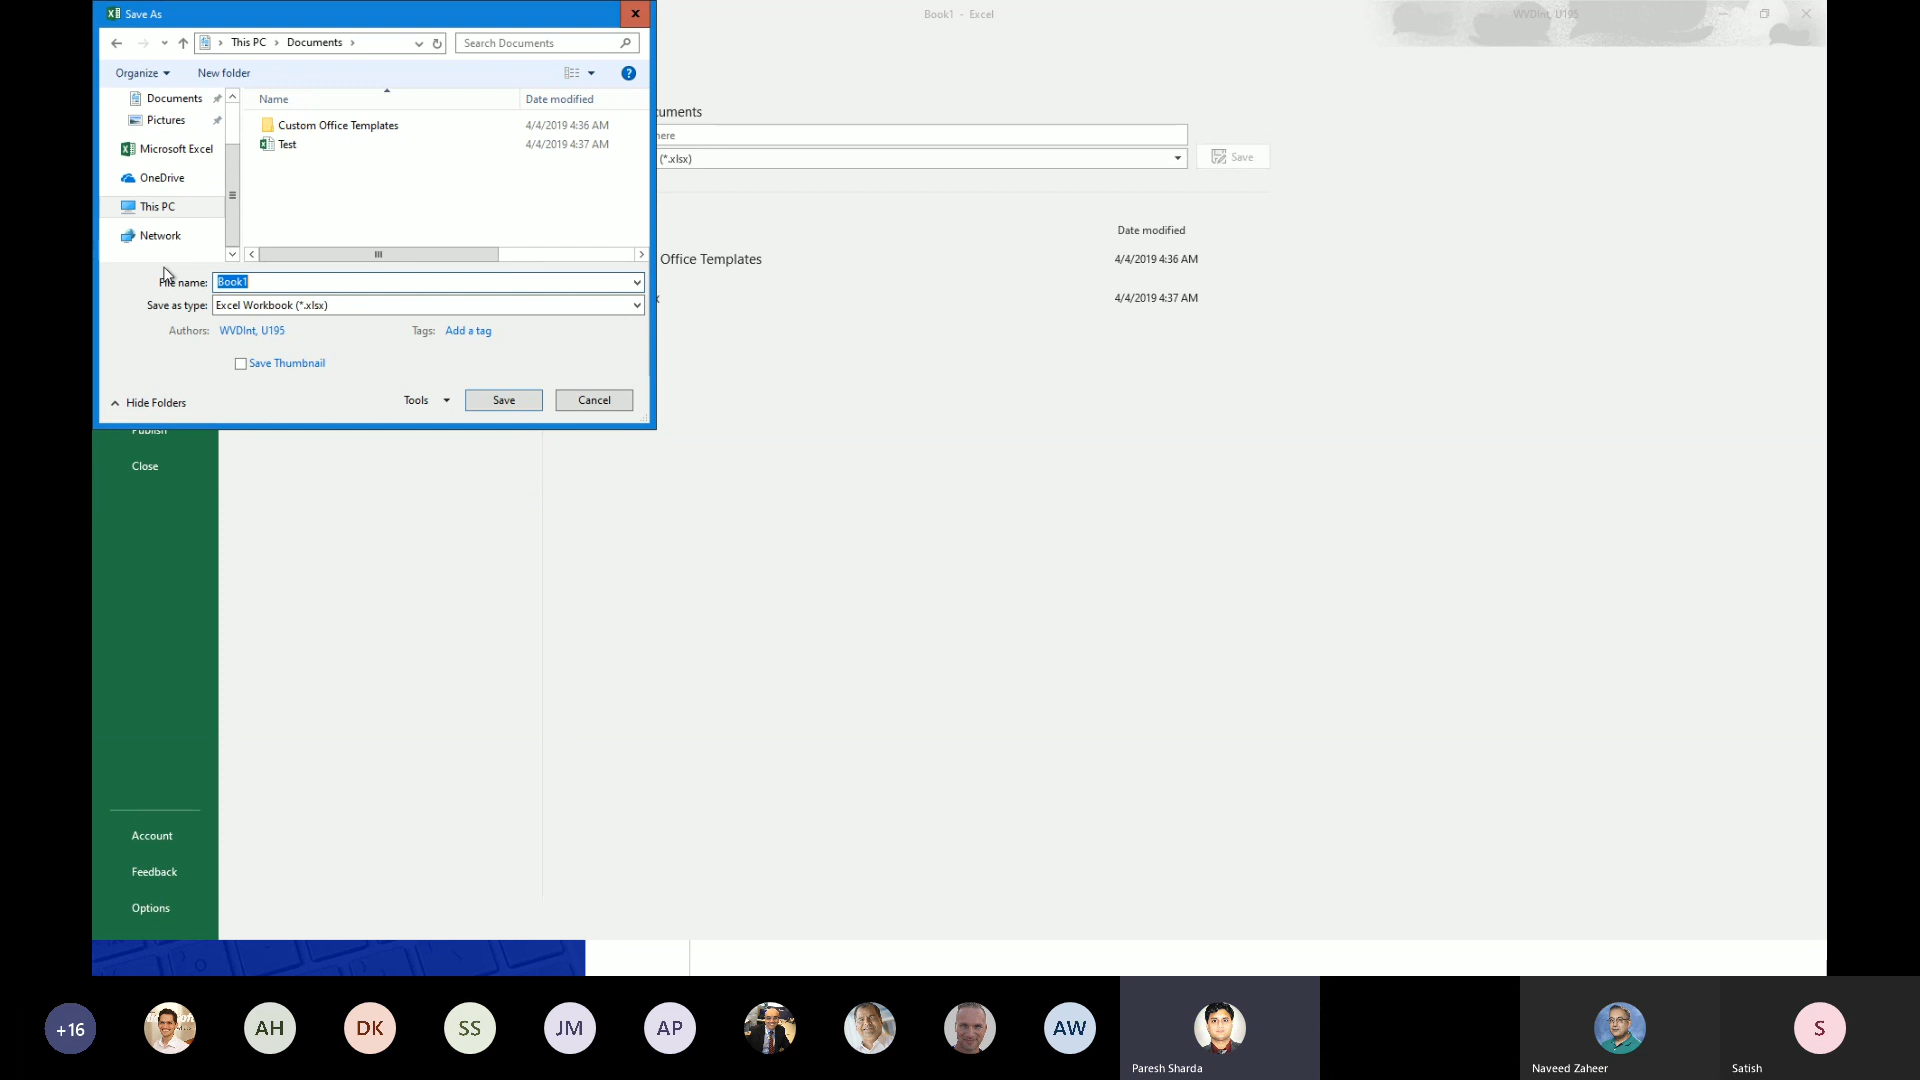 Save As
Book1 - Excel
WVDInt, U195
This PC > Documents >
Search Documents
Organize
New folder
Name
Date modified
Documents
Pictures
Microsoft Excel
OneDrive
This PC
Network
Custom Office Templates 4/4/2019 4:36 AM
Test 4/4/2019 4:37 AM
File name: Book1
Save as type: Excel Workbook (*.xlsx)
Authors: WVDInt, U195
Tags: Add a tag
Save Thumbnail
Hide Folders
Tools
Save
Cancel
uments
here
(*.xlsx)
Save
Date modified
Office Templates 4/4/2019 4:36 AM
x 4/4/2019 4:37 AM
Publish
Close
Account
Feedback
Options
+16
AH
DK
SS
JM
AP
AW
Paresh Sharda
Naveed Zaheer
S
Satish